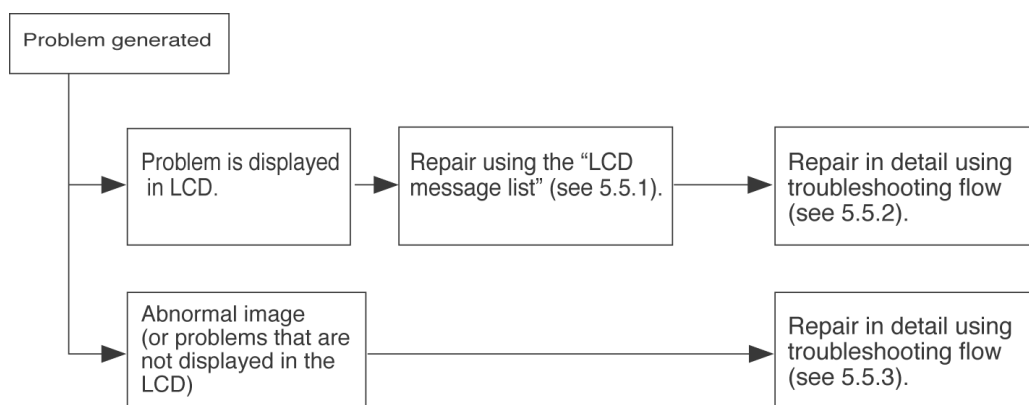 Problem generated
Problem is displayed
in LCD.
Repair using the “LCD
message list” (see 5.5.1).
Repair in detail using
troubleshooting flow
(see 5.5.2).
Abnormal image
(or problems that are
not displayed in the
LCD)
Repair in detail using
troubleshooting flow
(see 5.5.3).